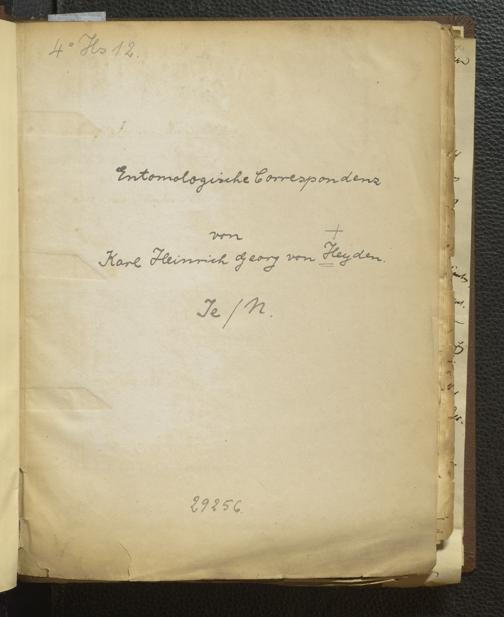 4° Hs 12.
Entomologische Correspondenz
von
Karl Heinrich Georg von Heyden.
Je/N.
29256